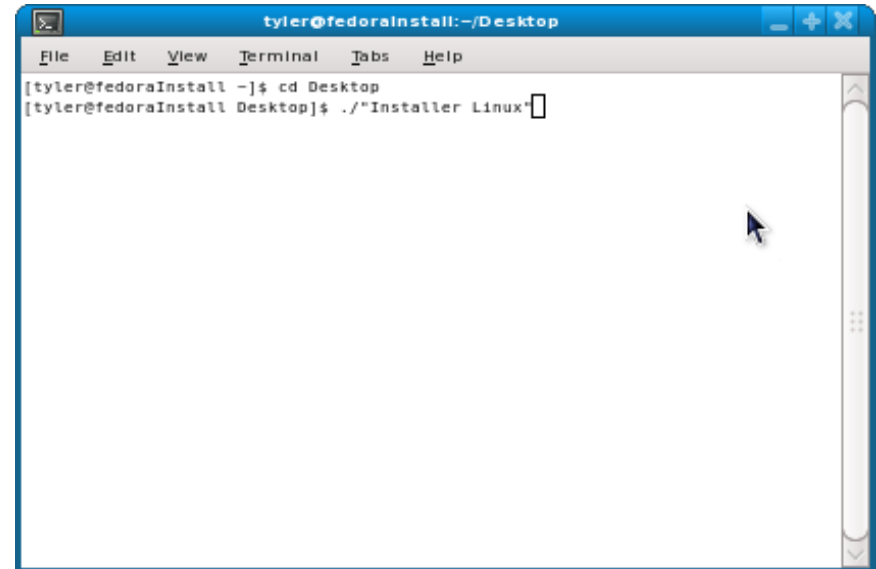 tyler@fedoraInstall:~/Desktop
File Edit View Terminal Tabs Help
[tyler@fedoraInstall ~]$ cd Desktop
[tyler@fedoraInstall Desktop]$ ./"Installer Linux"